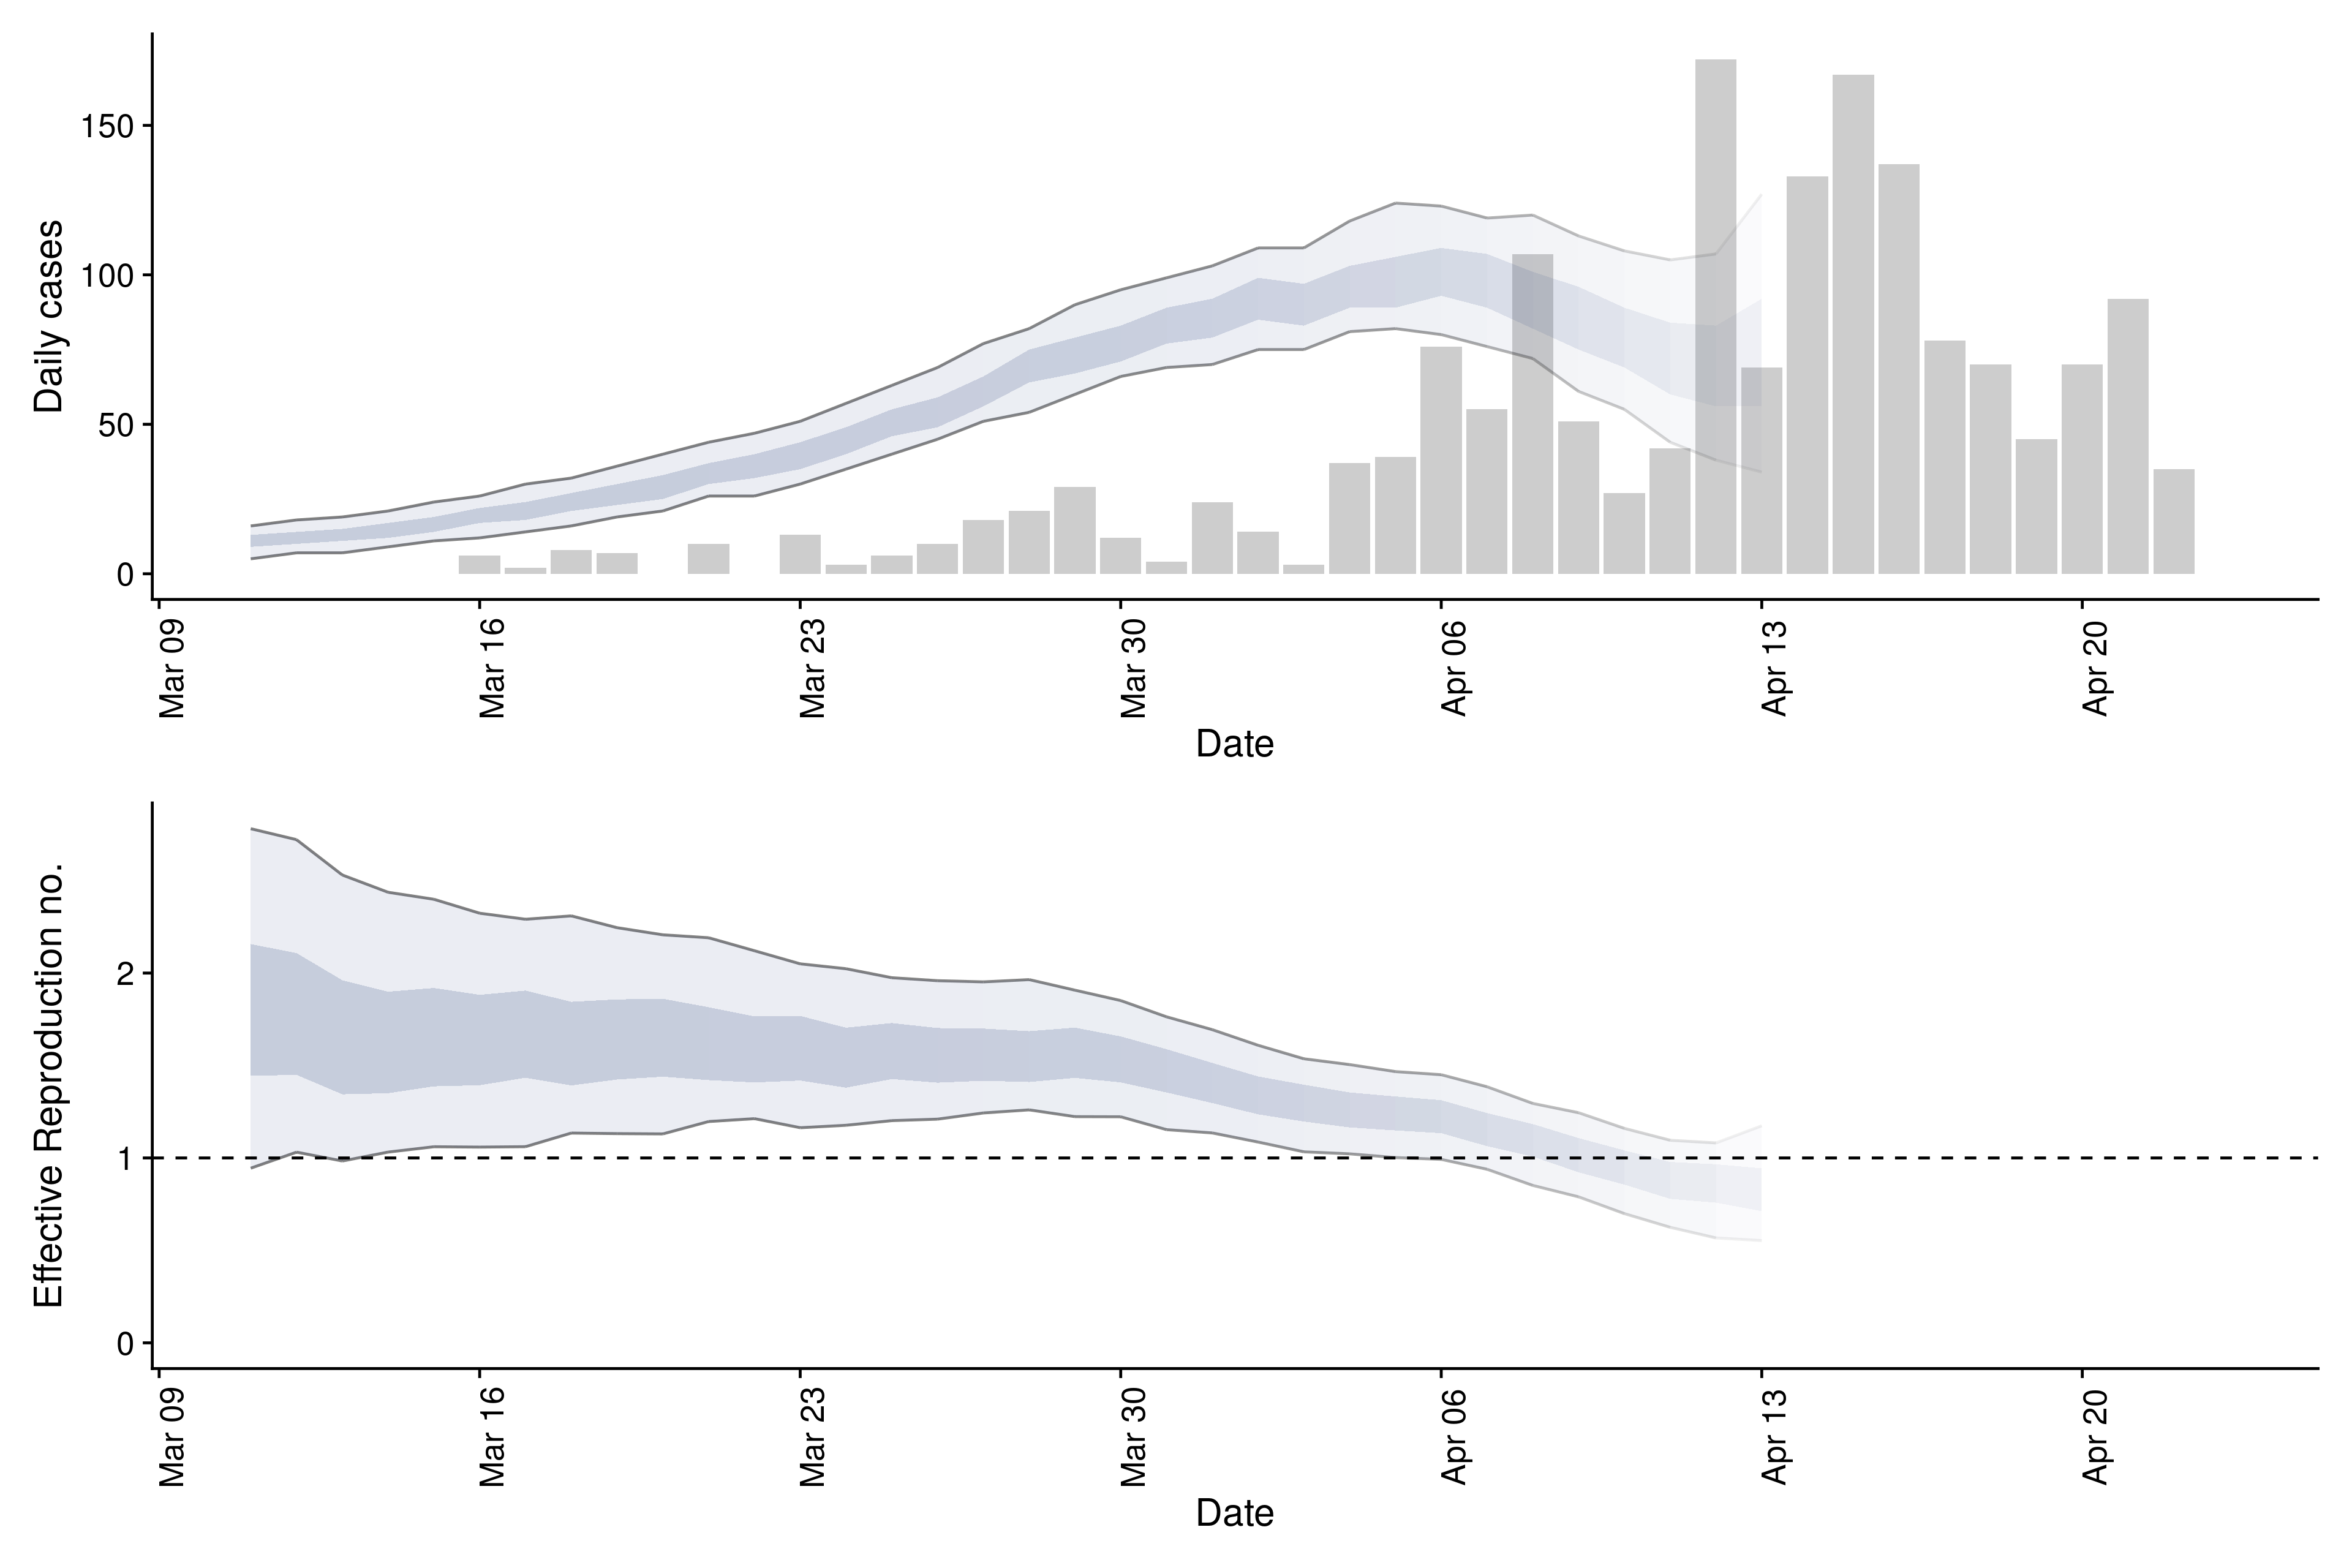 Daily cases
150
100
50
0
Mar 09
Mar 16
Mar 23
Mar 30
Apr 06
Apr 13
Apr 20
Date
Effective Reproduction no.
2
1
0
Mar 09
Mar 16
Mar 23
Mar 30
Apr 06
Apr 13
Apr 20
Date